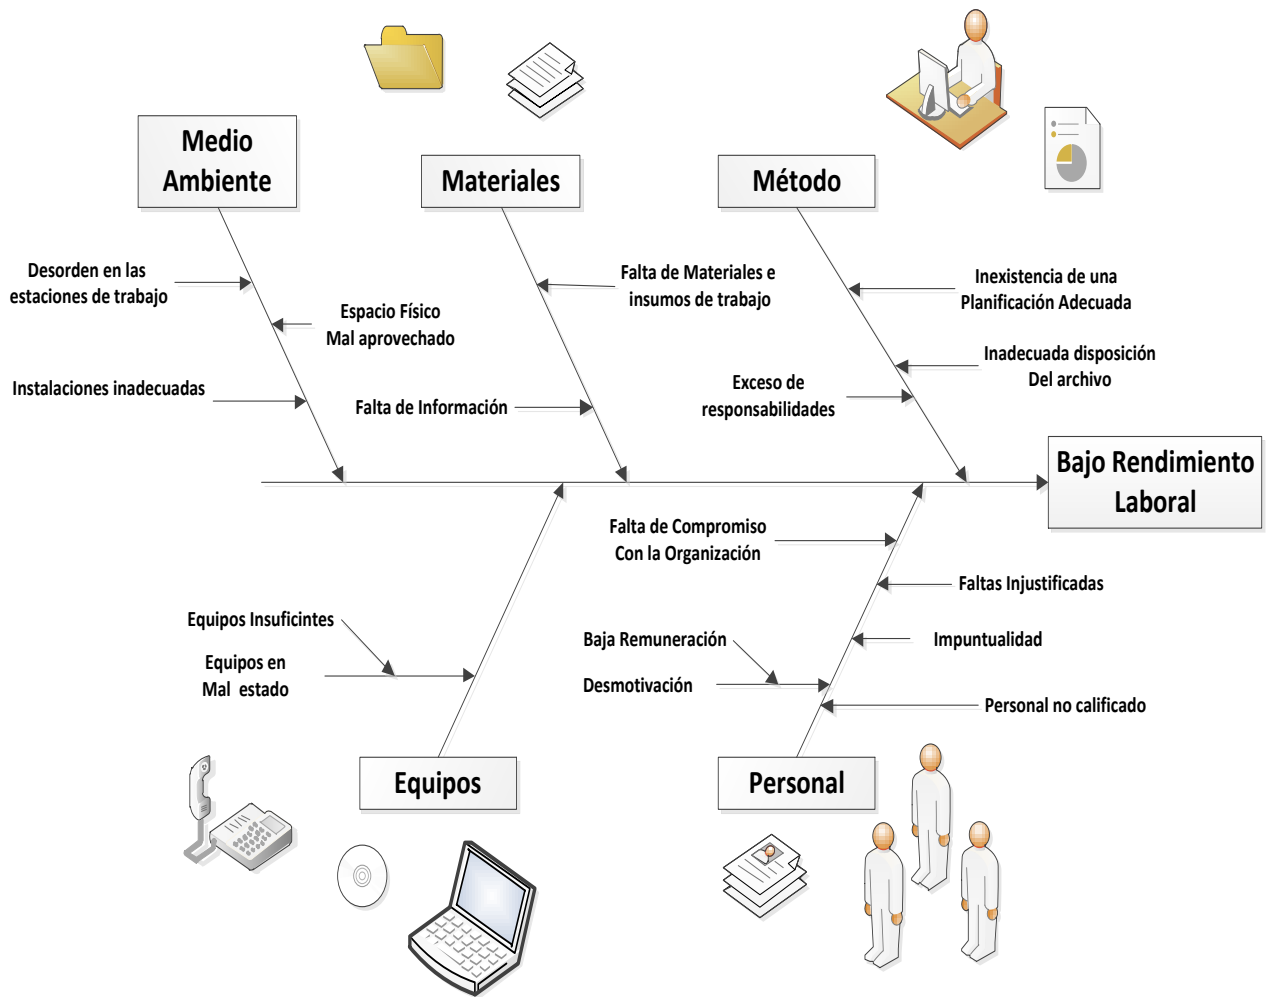 Medio
Ambiente
Materiales
Método
Desorden en las
estaciones de trabajo
Espacio Físico
Mal aprovechado
Instalaciones inadecuadas
Falta de Materiales e
insumos de trabajo
Falta de Información
Inexistencia de una
Planificación Adecuada
Inadecuada disposición
Del archivo
Exceso de
responsabilidades
Bajo Rendimiento
Laboral
Falta de Compromiso
Con la Organización
Faltas Injustificadas
Equipos Insuficintes
Equipos en
Mal estado
Baja Remuneración
Impuntualidad
Desmotivación
Personal no calificado
Equipos
Personal